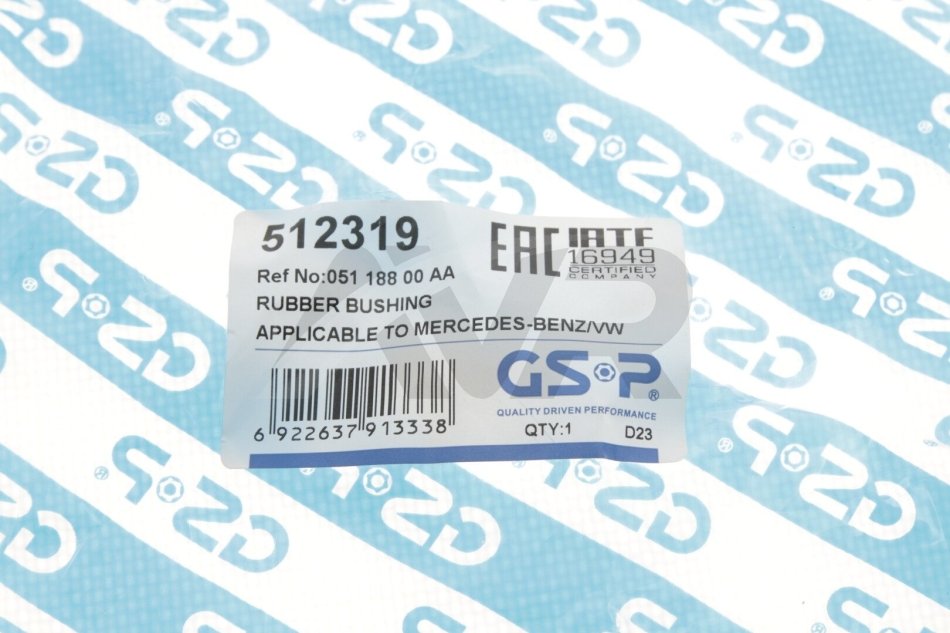 512319
Ref No:051 188 00 AA
RUBBER BUSHING
APPLICABLE TO MERCEDES-BENZ/VW
EAC
IATF
16949
CERTIFIED
COMPANY
6 922637 913338
GSP®
QUALITY DRIVEN PERFORMANCE
QTY:1 D23